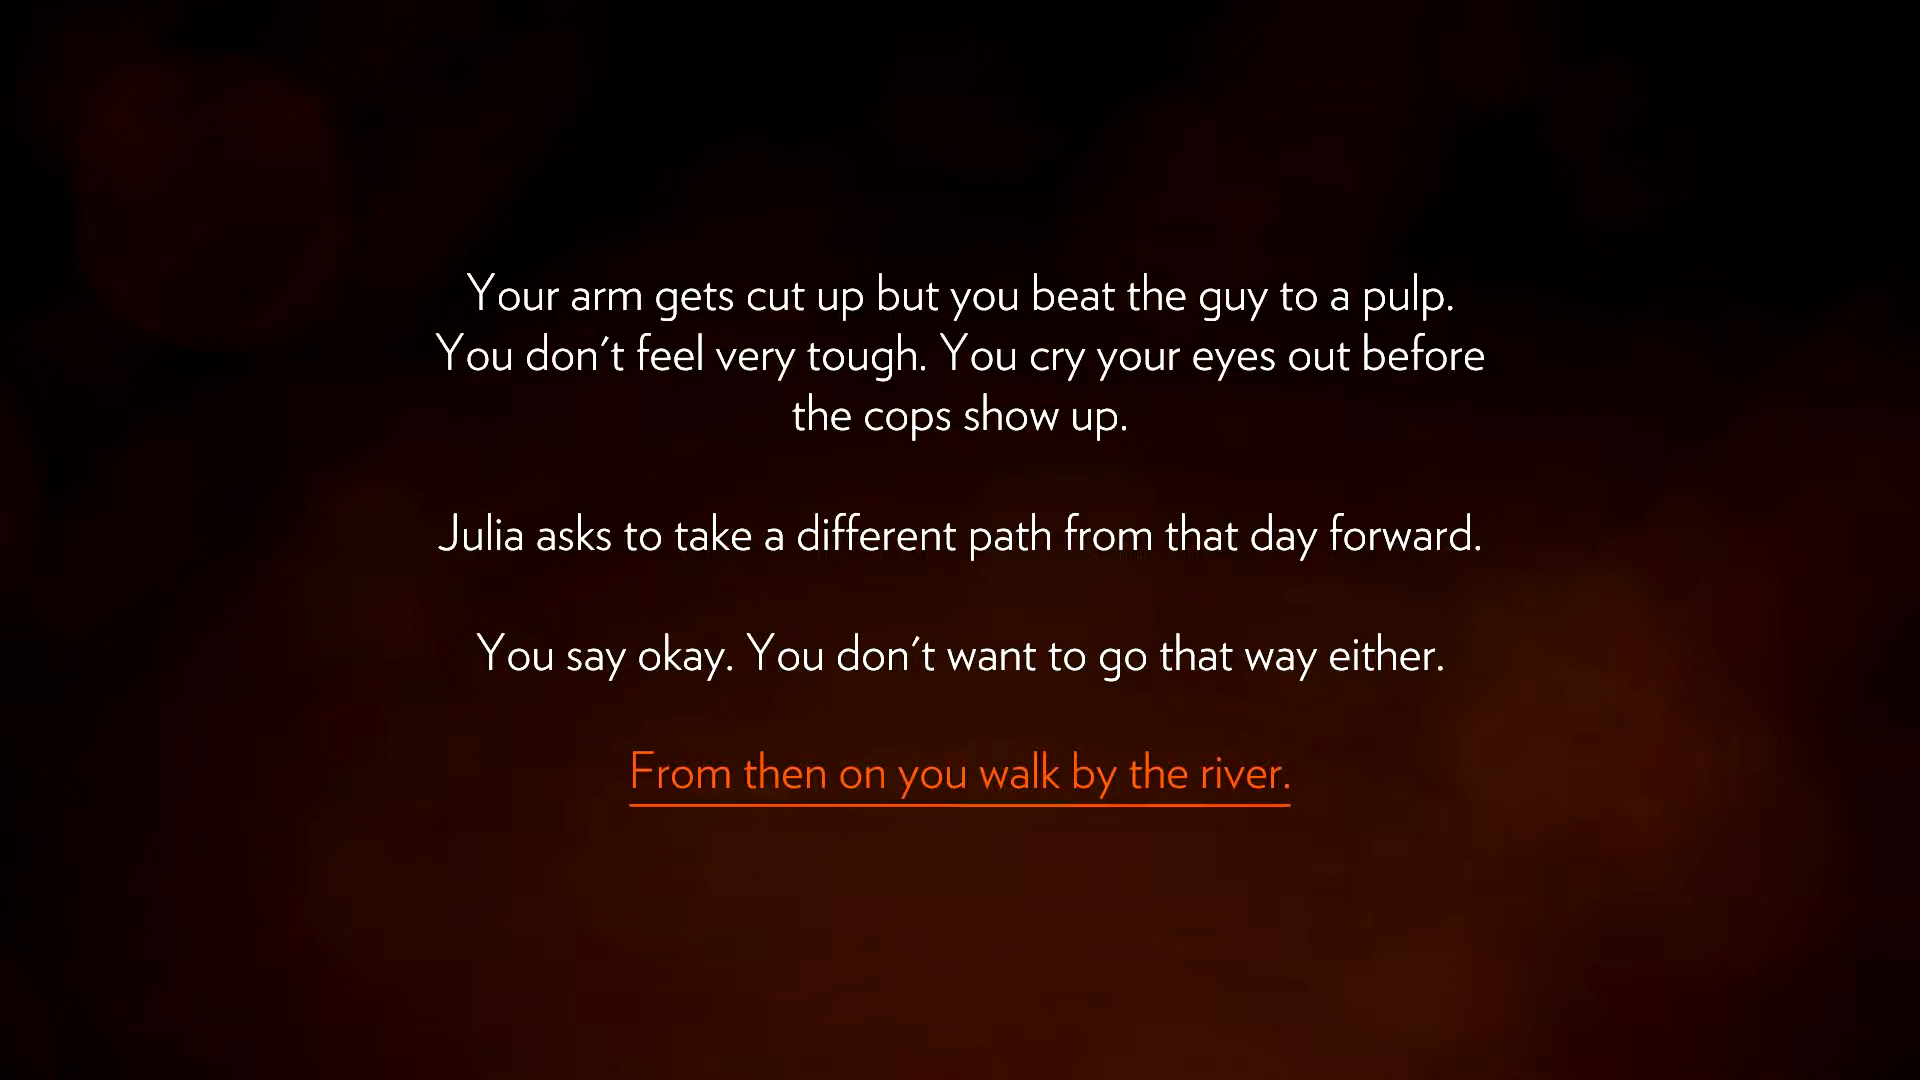 Your arm gets cut up but you beat the guy to a pulp.
You don't feel very tough. You cry your eyes out before
the cops show up.
Julia asks to take a different path from that day forward.
You say okay. You don't want to go that way either.
From then on you walk by the river.